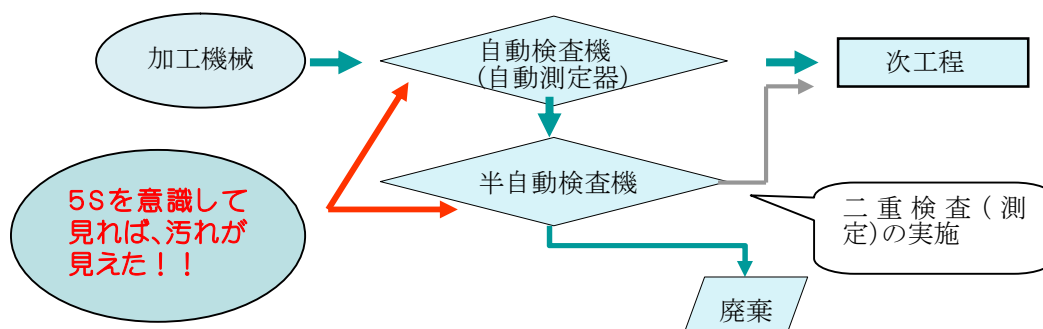 加工機械
自動検査機
(自動測定器)
次工程
半自動検査機
5Sを意識して
見れば、汚れが
見えた！！
二重検査(測
定)の実施
廃棄